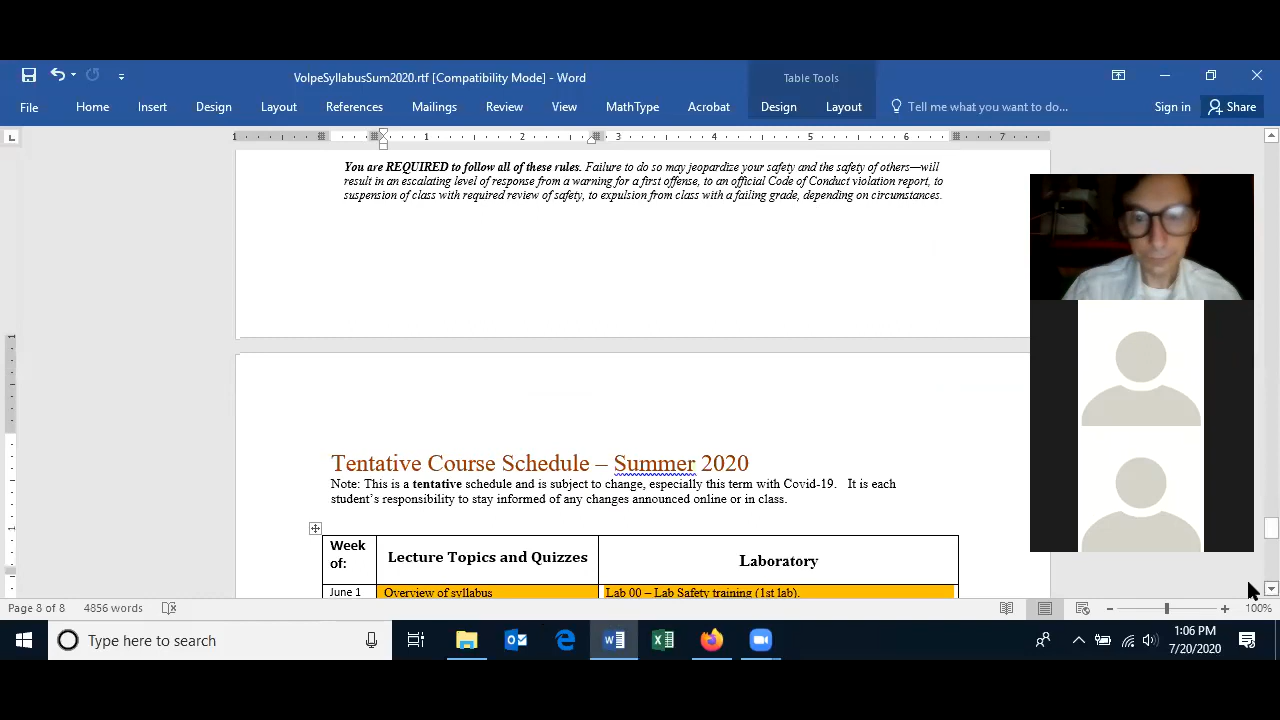 VolpeSyllabusSum2020.rtf [Compatibility Mode] - Word
Table Tools
File Home Insert Design Layout References Mailings Review View MathType Acrobat Design Layout Tell me what you want to do... Sign in Share
1 1 2 3 4 5 6 7
You are REQUIRED to follow all of these rules. Failure to do so may jeopardize your safety and the safety of others—will
result in an escalating level of response from a warning for a first offense, to an official Code of Conduct violation report, to
suspension of class with required review of safety, to expulsion from class with a failing grade, depending on circumstances.
Tentative Course Schedule – Summer 2020
Note: This is a tentative schedule and is subject to change, especially this term with Covid-19. It is each
student's responsibility to stay informed of any changes announced online or in class.
Week
of:
Lecture Topics and Quizzes
Laboratory
June 1 Overview of syllabus Lab 00 – Lab Safety training (1st lab).
Page 8 of 8 4856 words 100%
Type here to search
1:06 PM
7/20/2020